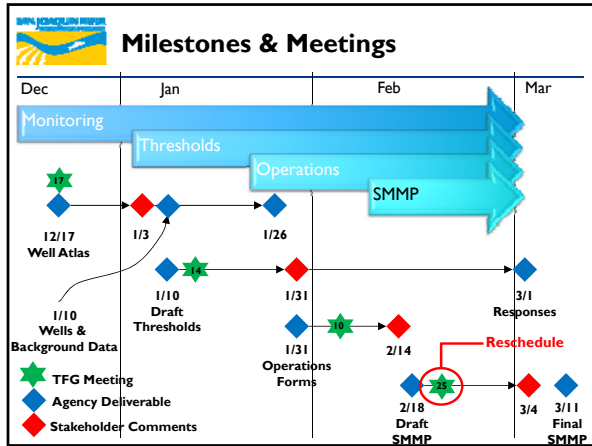 SAN JOAQUIN RIVER
Milestones & Meetings
Dec
Jan
Feb
Mar
Monitoring
Thresholds
Operations
SMMP
17
12/17
Well Atlas
1/3
1/26
1/10
Wells &
Background Data
14
1/10
Draft
Thresholds
1/31
3/1
Responses
10
1/31
Operations
Forms
2/14
Reschedule
25
2/18
Draft
SMMP
3/4
3/11
Final
SMMP
TFG Meeting
Agency Deliverable
Stakeholder Comments